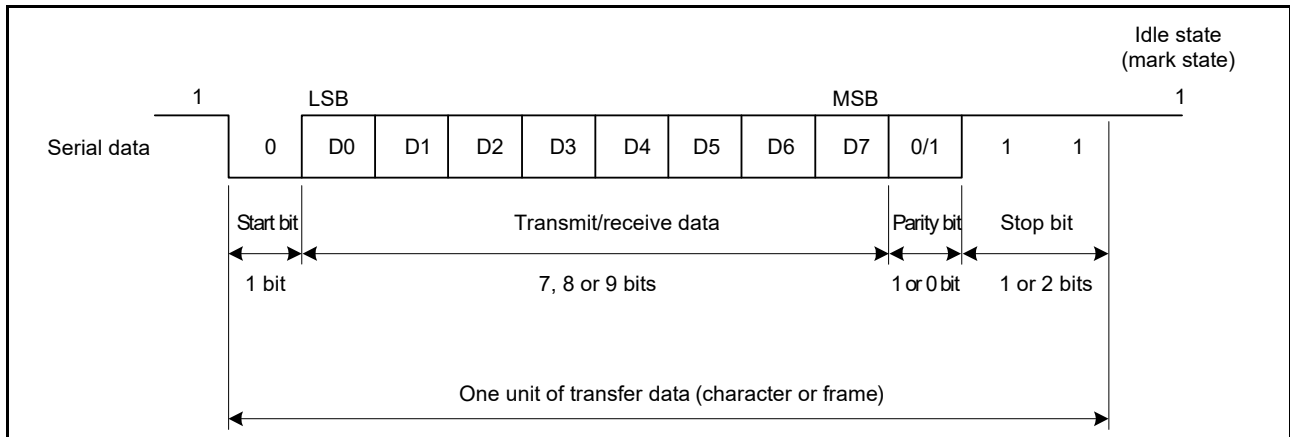 Idle state
(mark state)
1 LSB MSB 1
Serial data 0 D0 D1 D2 D3 D4 D5 D6 D7 0/1 1 1
Start bit Transmit/receive data Parity bit Stop bit
1 bit 7, 8 or 9 bits 1 or 0 bit 1 or 2 bits
One unit of transfer data (character or frame)